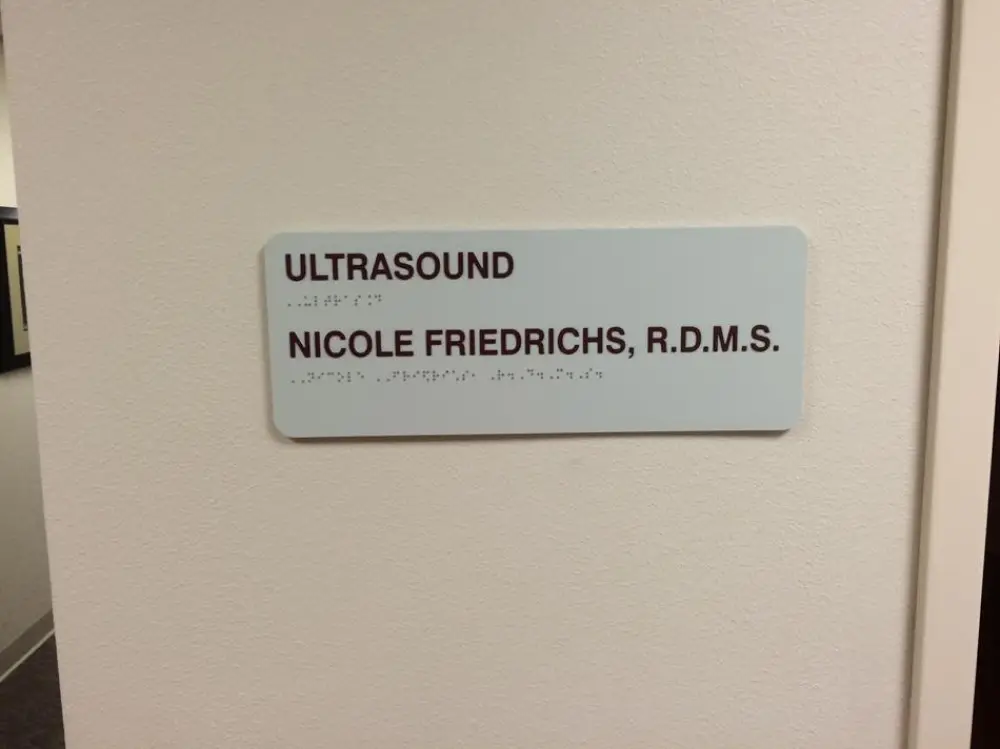 ULTRASOUND
NICOLE FRIEDRICHS, R.D.M.S.